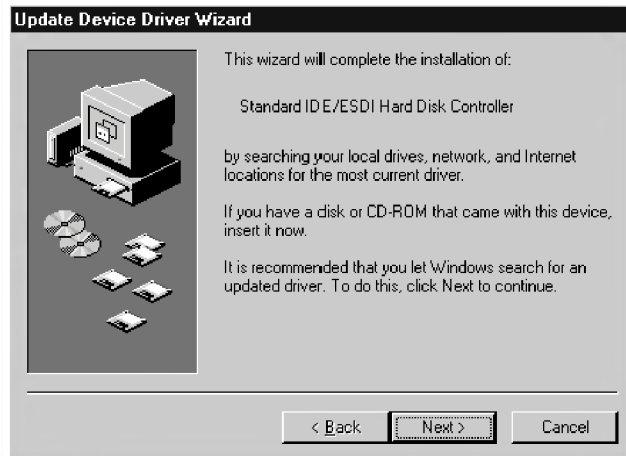 Update Device Driver Wizard
This wizard will complete the installation of:
Standard IDE/ESDI Hard Disk Controller
by searching your local drives, network, and Internet
locations for the most current driver.
If you have a disk or CD-ROM that came with this device,
insert it now.
It is recommended that you let Windows search for an
updated driver. To do this, click Next to continue.
< Back
Next >
Cancel